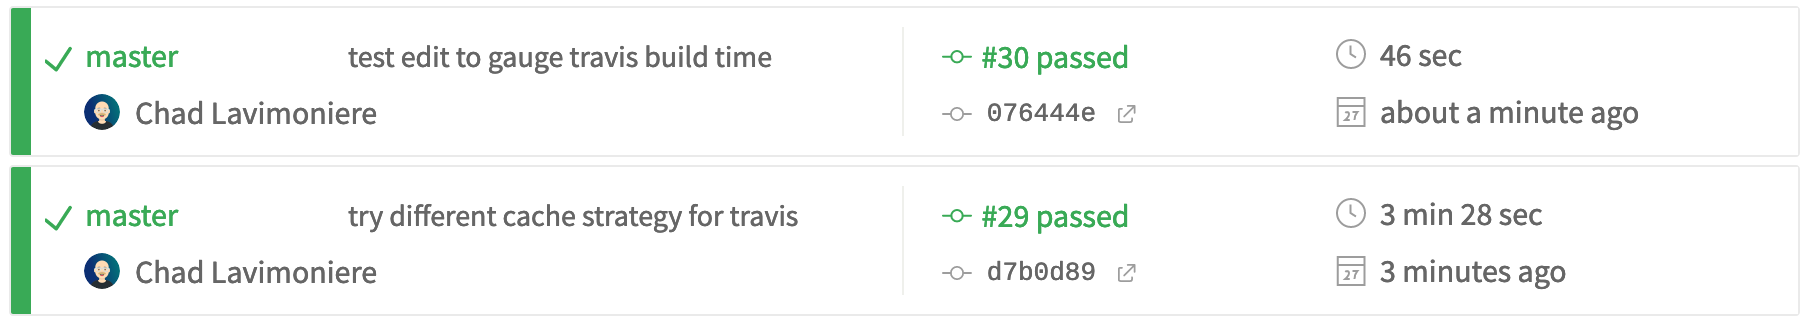 master test edit to gauge travis build time #30 passed 46 sec
Chad Lavimoniere 076444e 27 about a minute ago
master try different cache strategy for travis #29 passed 3 min 28 sec
Chad Lavimoniere d7b0d89 27 3 minutes ago